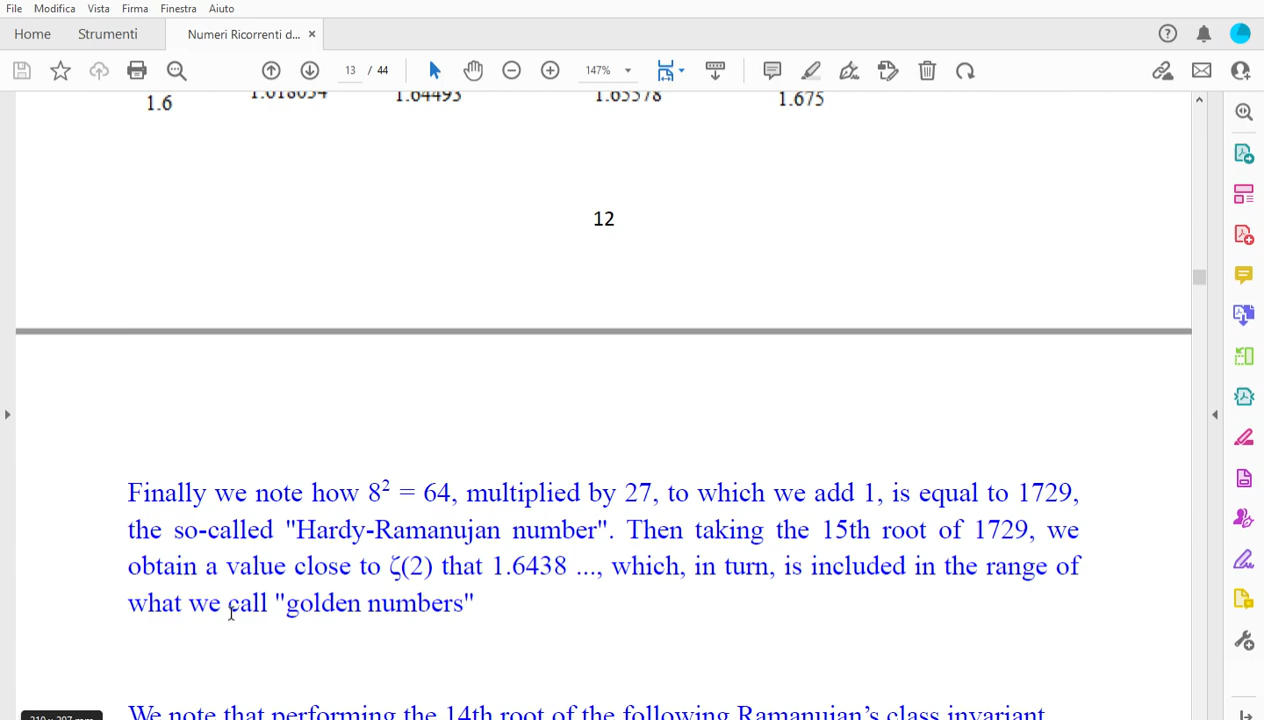 File Modifica Vista Firma Finestra Aiuto
Home Strumenti Numeri Ricorrenti d... ×
13 / 44 147%
1.6 1.618034 1.64493 1.65578 1.675
12
Finally we note how 8² = 64, multiplied by 27, to which we add 1, is equal to 1729,
the so-called "Hardy-Ramanujan number". Then taking the 15th root of 1729, we
obtain a value close to ζ(2) that 1.6438 ..., which, in turn, is included in the range of
what we call "golden numbers"
We note that performing the 14th root of the following Ramanujan's class invariant